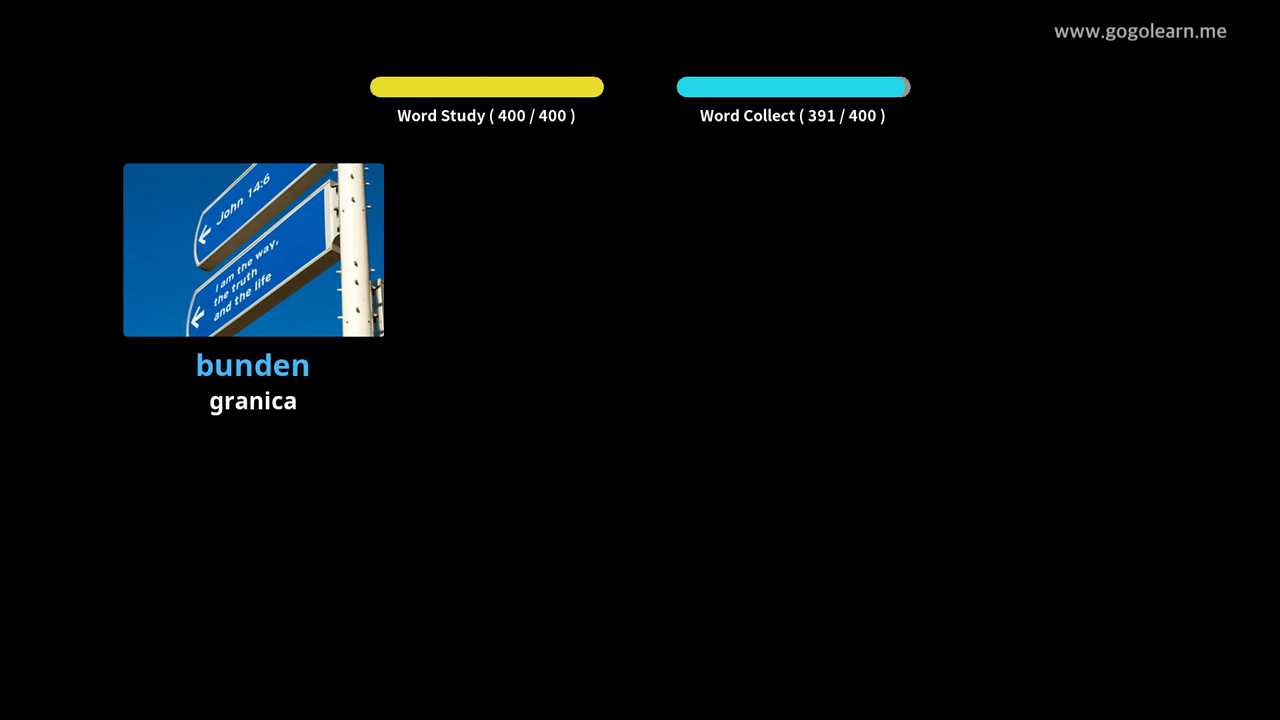 www.gogolearn.me
Word Study ( 400 / 400 )
Word Collect ( 391 / 400 )
John 14:6
I am the way,
the truth
and the life
bunden
granica